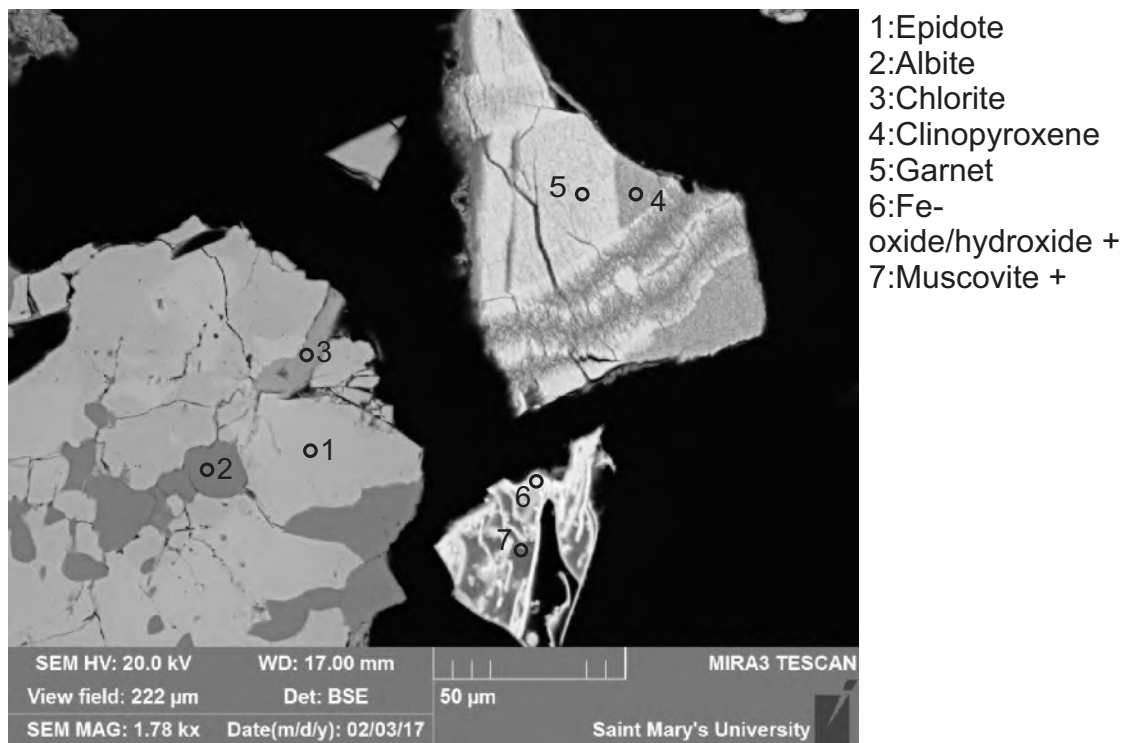 1:Epidote
2:Albite
3:Chlorite
4:Clinopyroxene
5:Garnet
6:Fe-
oxide/hydroxide +
7:Muscovite +
5
4
3
1
2
6
7
SEM HV: 20.0 kV WD: 17.00 mm MIRA3 TESCAN
View field: 222 µm Det: BSE 50 µm
SEM MAG: 1.78 kx Date(m/d/y): 02/03/17 Saint Mary's University